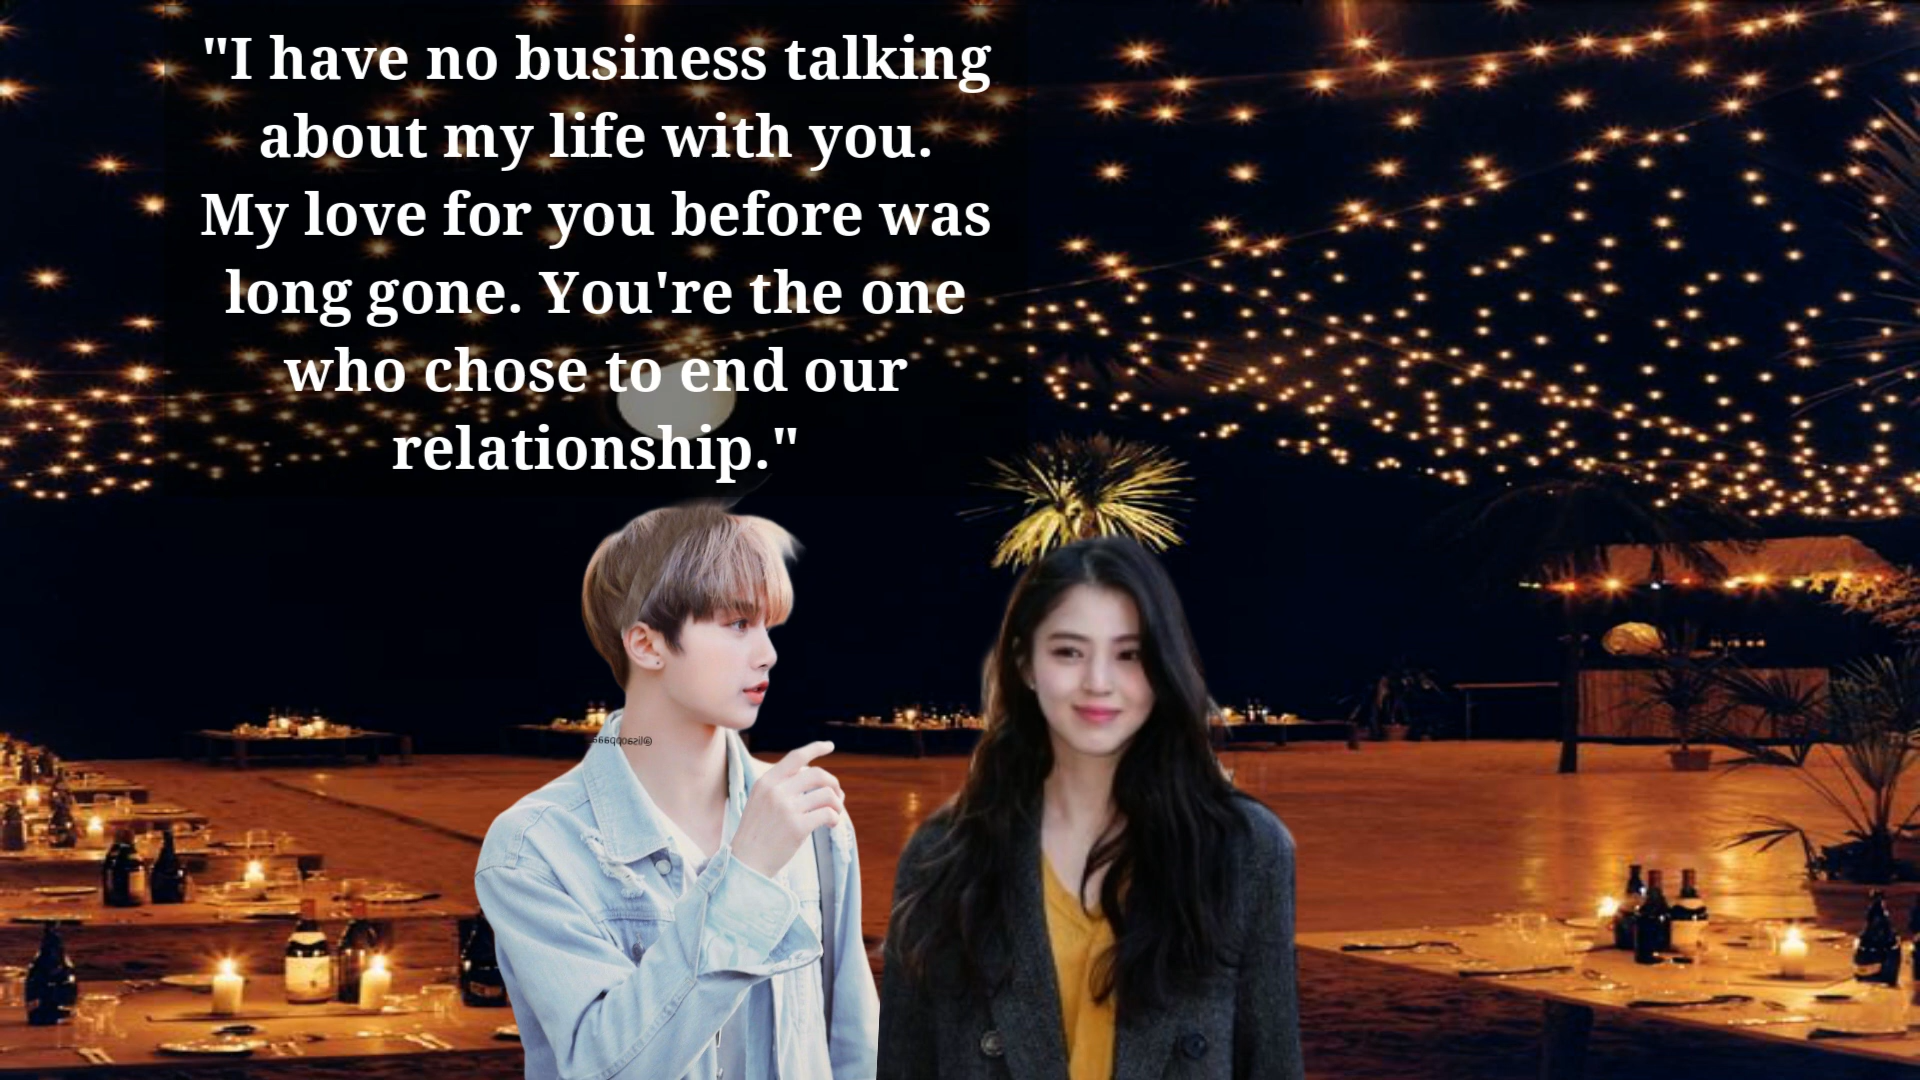 "I have no business talking
about my life with you.
My love for you before was
long gone. You're the one
who chose to end our
relationship."